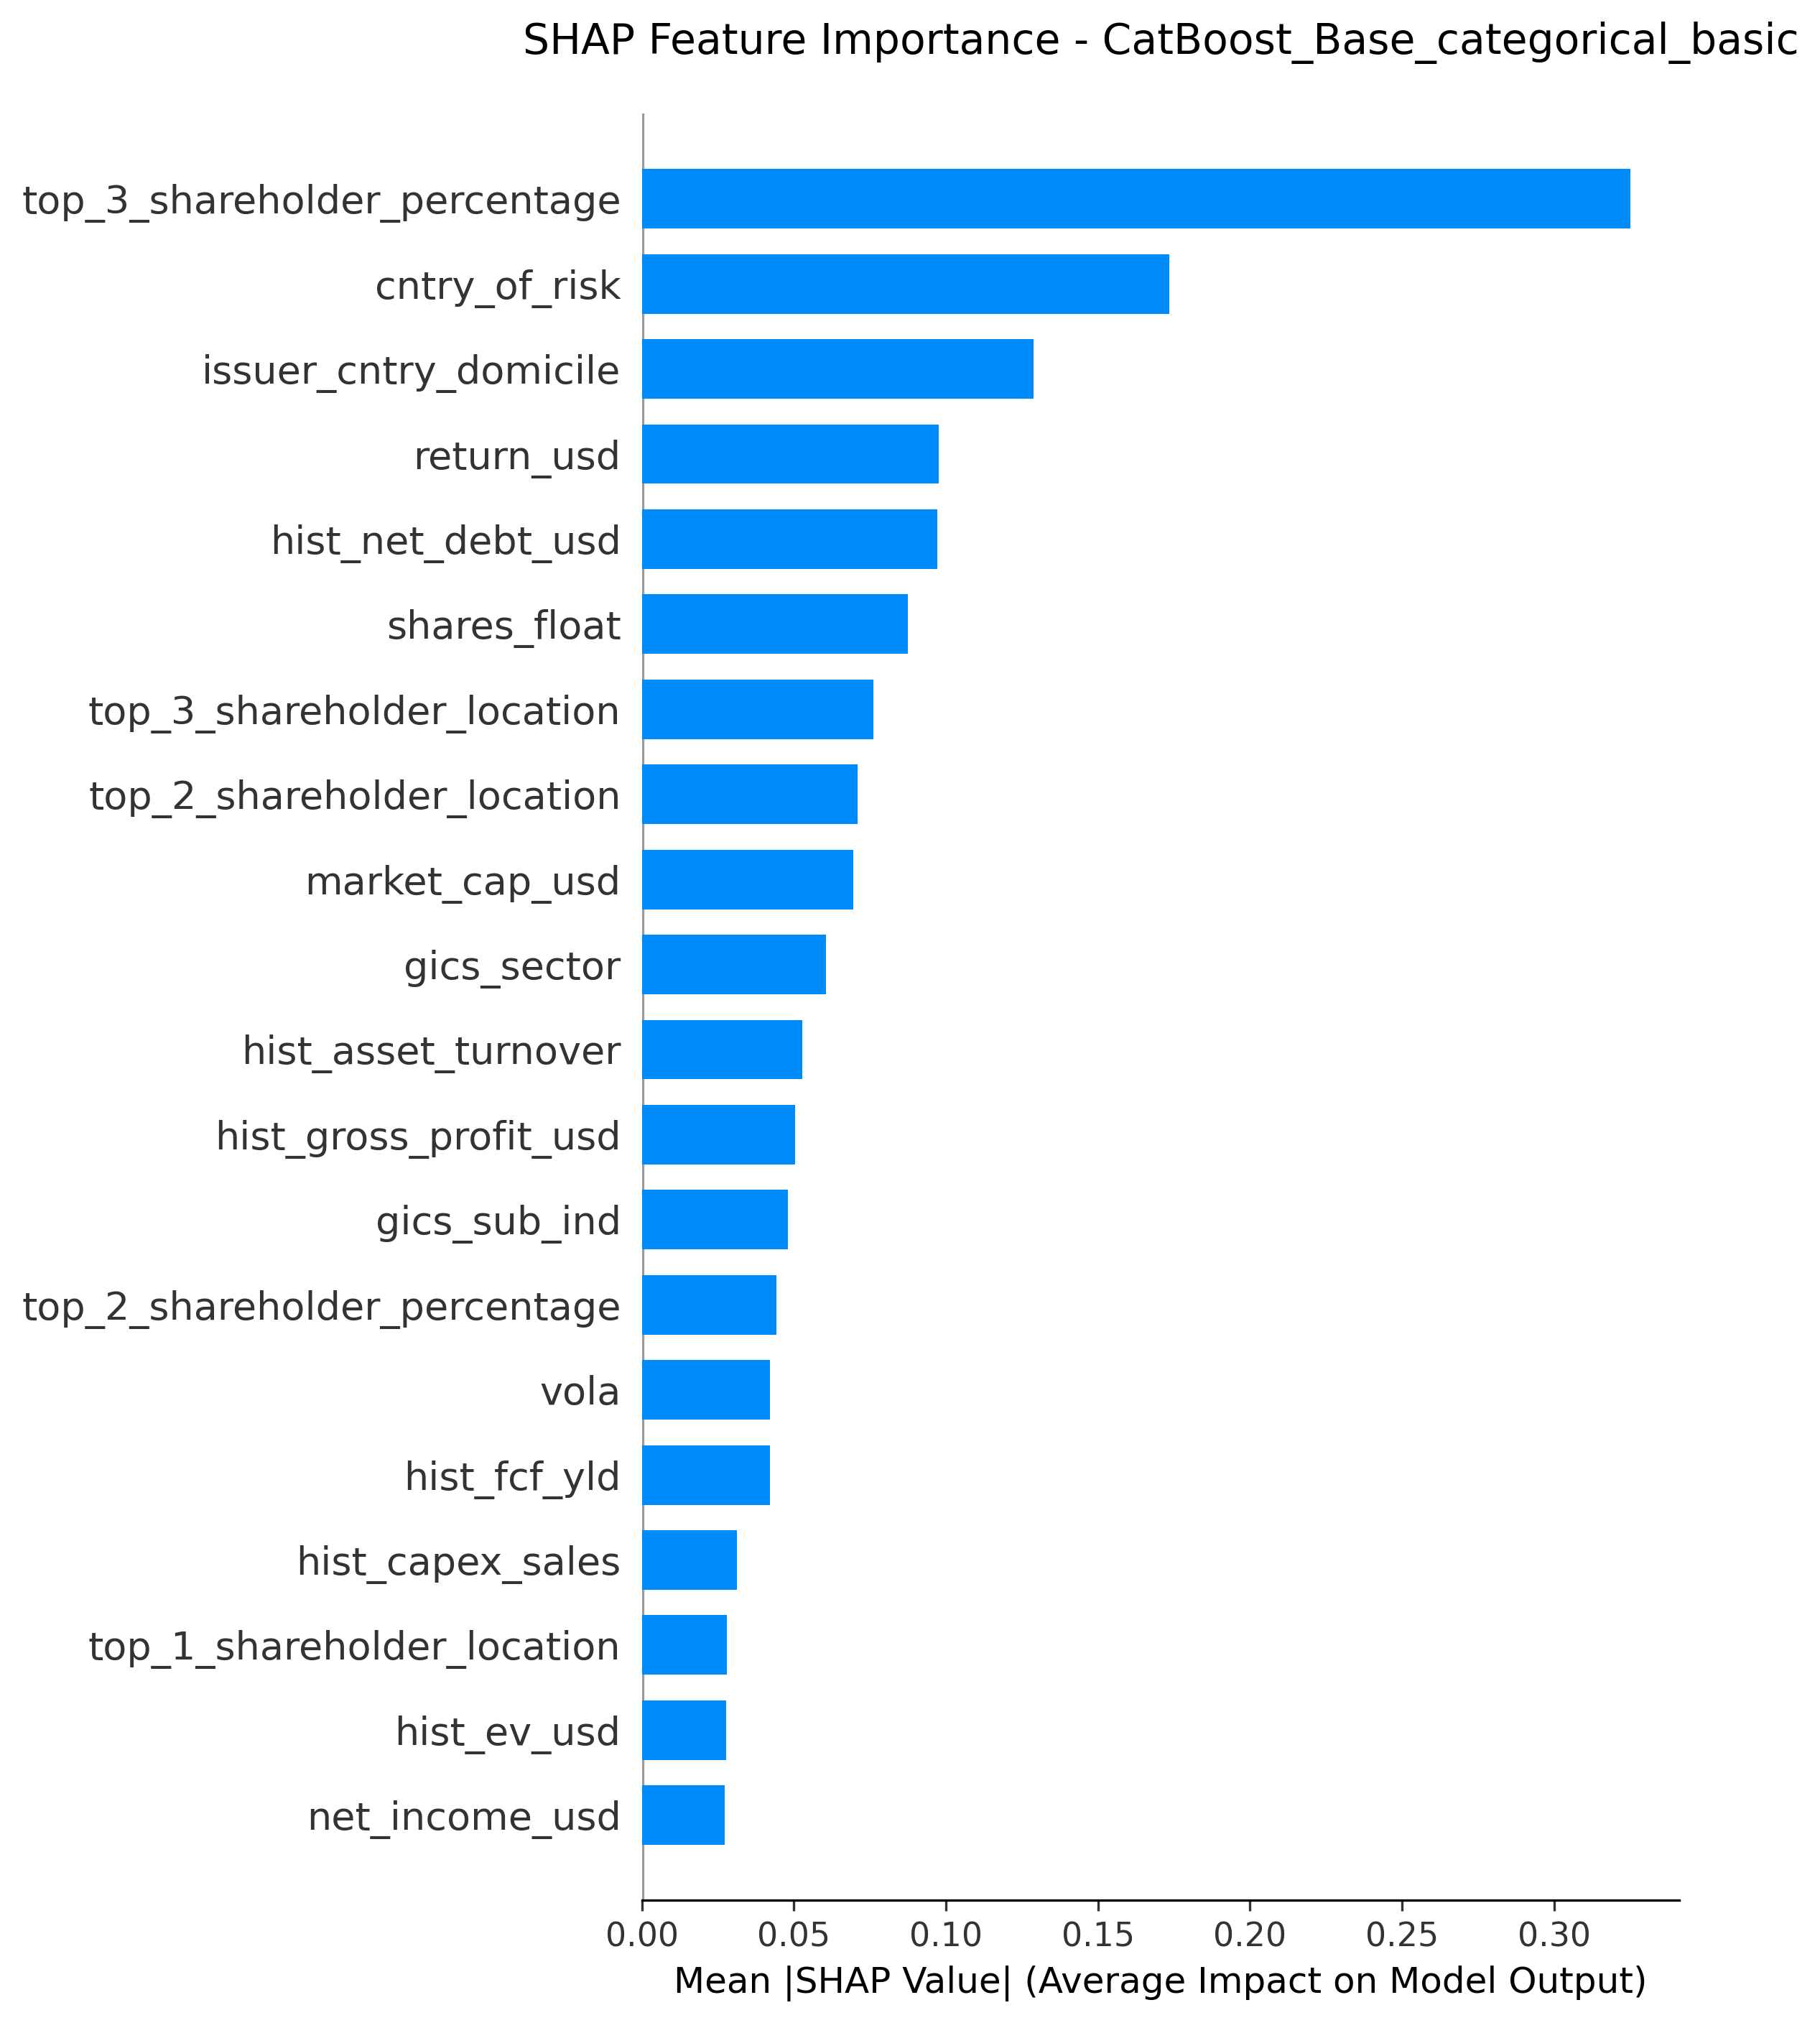 SHAP Feature Importance - CatBoost_Base_categorical_basic
top_3_shareholder_percentage
cntry_of_risk
issuer_cntry_domicile
return_usd
hist_net_debt_usd
shares_float
top_3_shareholder_location
top_2_shareholder_location
market_cap_usd
gics_sector
hist_asset_turnover
hist_gross_profit_usd
gics_sub_ind
top_2_shareholder_percentage
vola
hist_fcf_yld
hist_capex_sales
top_1_shareholder_location
hist_ev_usd
net_income_usd
0.00 0.05 0.10 0.15 0.20 0.25 0.30
Mean |SHAP Value| (Average Impact on Model Output)